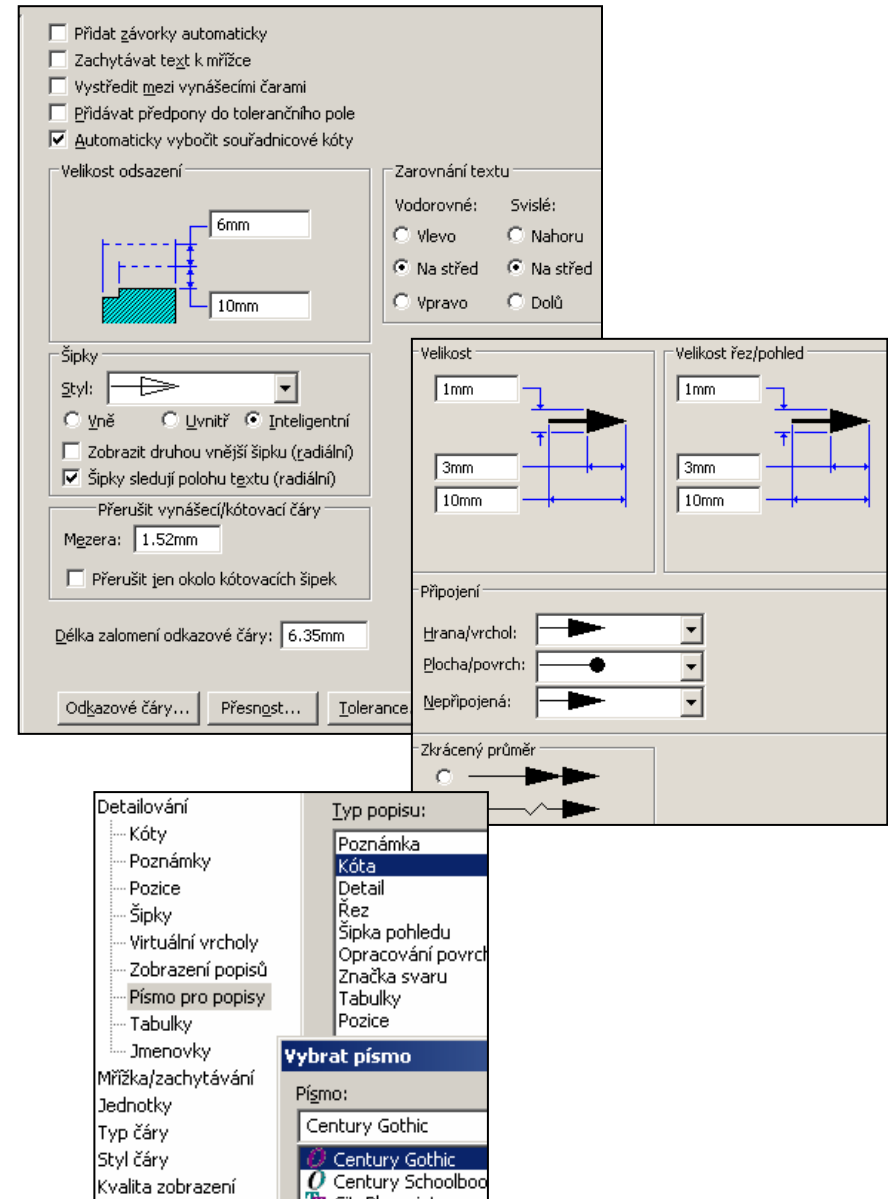 Přidat závorky automaticky
Zachytávat text k mřížce
Vystředit mezi vynášecími čarami
Přidávat předpony do tolerančního pole
Automaticky vybočit souřadnicové kóty
Velikost odsazení
6mm
10mm
Zarovnání textu
Vodorovné: Svislé:
Vlevo Nahoru
Na střed Na střed
Vpravo Dolů
Šipky
Styl:
Vně Uvnitř Inteligentní
Zobrazit druhou vnější šipku (radiální)
Šipky sledují polohu textu (radiální)
Přerušit vynášecí/kótovací čáry
Mezera: 1.52mm
Přerušit jen okolo kótovacích šipek
Délka zalomení odkazové čáry: 6.35mm
Odkazové čáry... Přesnost... Tolerance.
Velikost
1mm
3mm
10mm
Velikost řez/pohled
1mm
3mm
10mm
Připojení
Hrana/vrchol:
Plocha/povrch:
Nepřipojená:
Zkrácený průměr
Detailování
Kóty
Poznámky
Pozice
Šipky
Virtuální vrcholy
Zobrazení popisů
Písmo pro popisy
Tabulky
Jmenovky
Mřížka/zachytávání
Jednotky
Typ čáry
Styl čáry
Kvalita zobrazení
Typ popisu:
Poznámka
Kóta
Detail
Řez
Šipka pohledu
Opracování povrch
Značka svaru
Tabulky
Pozice
Vybrat písmo
Písmo:
Century Gothic
Century Gothic
Century Schoolboo